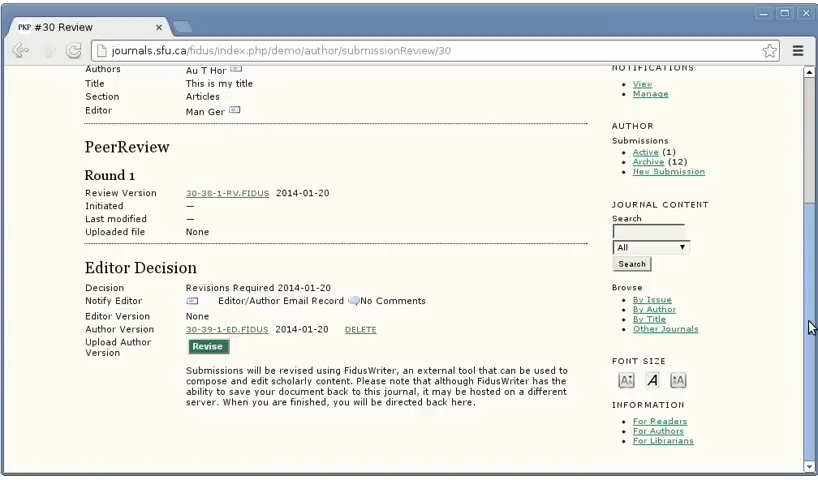 PKP #30 Review
journals.sfu.ca/fidus/index.php/demo/author/submissionReview/30
Authors Au T Hor
Title This is my title
Section Articles
Editor Man Ger
PeerReview
Round 1
Review Version 30-38-1-RV.FIDUS 2014-01-20
Initiated —
Last modified —
Uploaded file None
Editor Decision
Decision Revisions Required 2014-01-20
Notify Editor Editor/Author Email Record No Comments
Editor Version None
Author Version 30-39-1-ED.FIDUS 2014-01-20 DELETE
Upload Author
Version
Revise
Submissions will be revised using FidusWriter, an external tool that can be used to
compose and edit scholarly content. Please note that although FidusWriter has the
ability to save your document back to this journal, it may be hosted on a different
server. When you are finished, you will be directed back here.
NOTIFICATIONS
View
Manage
AUTHOR
Submissions
Active (1)
Archive (12)
New Submission
JOURNAL CONTENT
Search
All
Search
Browse
By Issue
By Author
By Title
Other Journals
FONT SIZE
A A A
INFORMATION
For Readers
For Authors
For Librarians